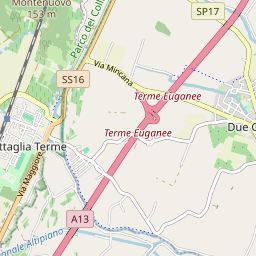 Montenuovo
153 m
Parco dei Coll
SP17
Via Mincana
SS16
Terme Euganee
Terme Euganee
Due C
ttaglia Terme
Via Maggiore
A13
nale Altipiano